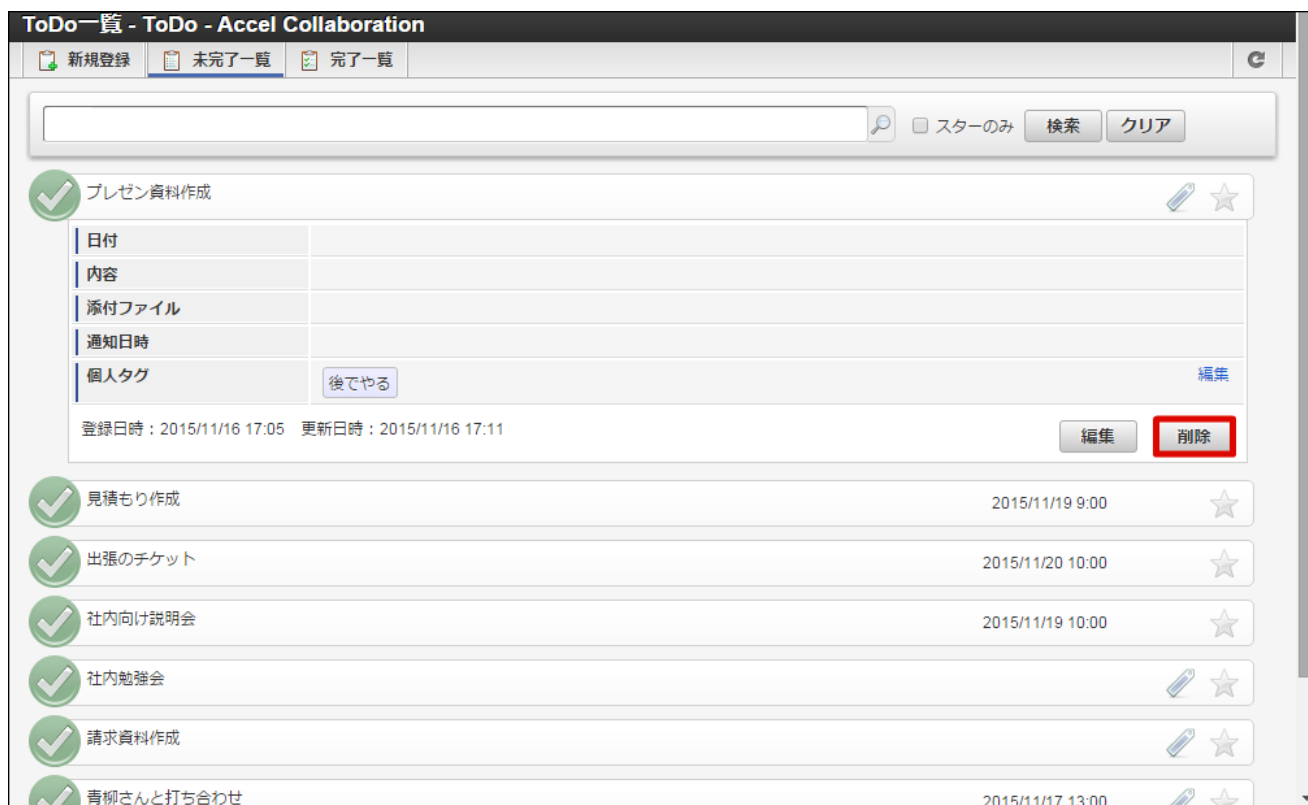 ToDo一覧 - ToDo - Accel Collaboration
新規登録 未完了一覧 完了一覧
スターのみ 検索 クリア
プレゼン資料作成
日付
内容
添付ファイル
通知日時
個人タグ 後でやる 編集
登録日時：2015/11/16 17:05 更新日時：2015/11/16 17:11 編集 削除
見積もり作成 2015/11/19 9:00
出張のチケット 2015/11/20 10:00
社内向け説明会 2015/11/19 10:00
社内勉強会
請求資料作成
青柳さんと打ち合わせ 2015/11/17 13:00